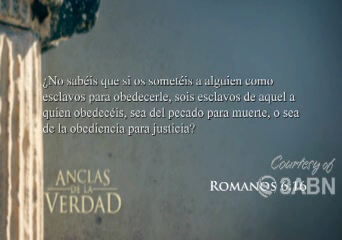 ¿No sabéis que si os sometéis a alguien como
esclavos para obedecerle, sois esclavos de aquel a
quien obedecéis, sea del pecado para muerte, o sea
de la obediencia para justicia?
Courtesy of
ROMANOS 6:16
3ABN
ANCLAS
DE LA
VERDAD